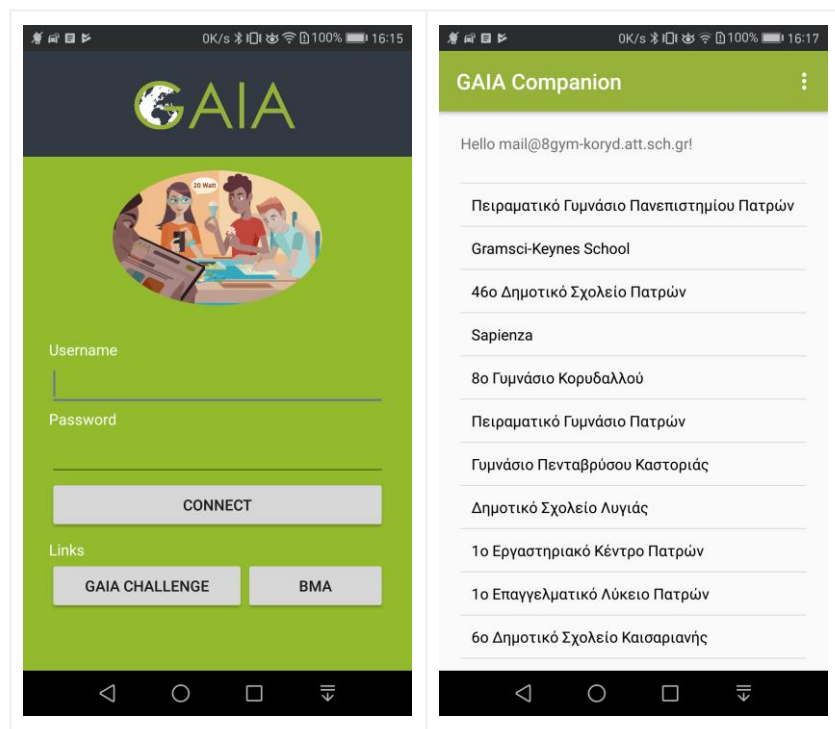 0K/s 100% 16:15
GAIA
20 Watt
Username
Password
CONNECT
Links
GAIA CHALLENGE BMA
0K/s 100% 16:17
GAIA Companion
Hello mail@8gym-koryd.att.sch.gr!
Πειραματικό Γυμνάσιο Πανεπιστημίου Πατρών
Gramsci-Keynes School
46ο Δημοτικό Σχολείο Πατρών
Sapienza
8ο Γυμνάσιο Κορυδαλλού
Πειραματικό Γυμνάσιο Πατρών
Γυμνάσιο Πενταβρύσου Καστοριάς
Δημοτικό Σχολείο Λυγιάς
1ο Εργαστηριακό Κέντρο Πατρών
1ο Επαγγελματικό Λύκειο Πατρών
6ο Δημοτικό Σχολείο Καισαριανής